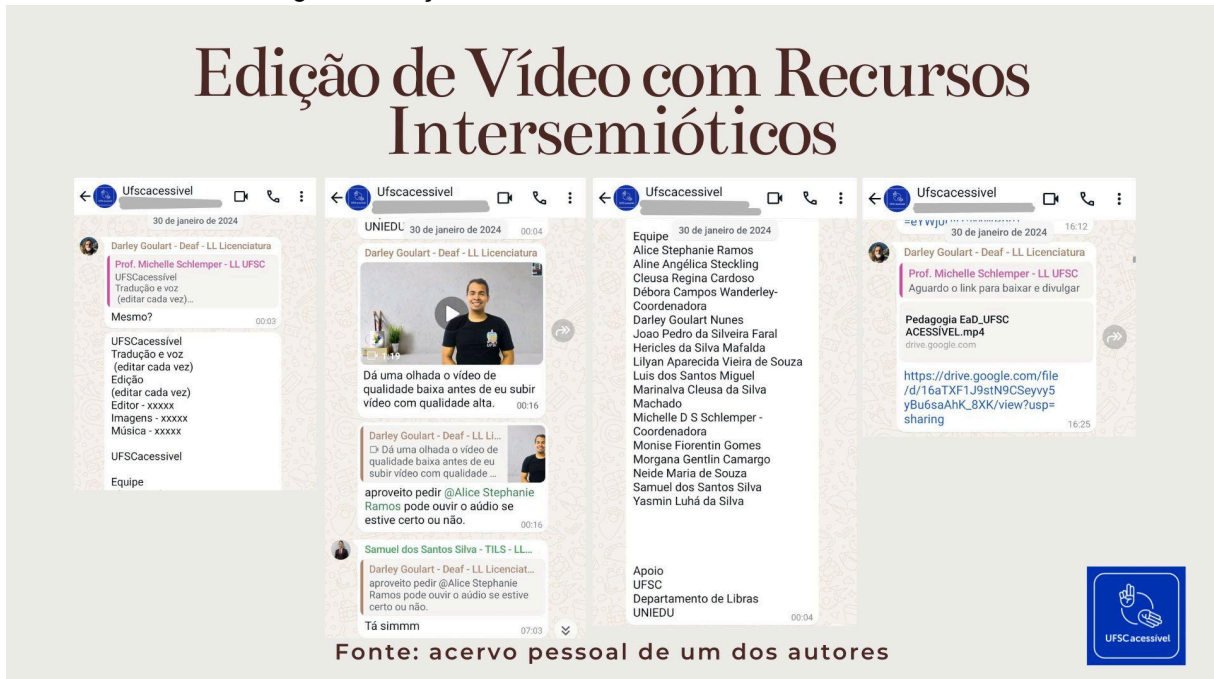 Edição de Vídeo com Recursos
Intersemióticos
Ufscacessivel
30 de janeiro de 2024
Darley Goulart - Deaf - LL Licenciatura
Prof. Michelle Schlemper - LL UFSC
UFSCacessível
Tradução e voz
(editar cada vez)...
Mesmo?
00:03
UFSCacessível
Tradução e voz
(editar cada vez)
Edição
(editar cada vez)
Editor - xxxxx
Imagens - xxxxx
Música - xxxxx
UFSCacessivel
Equipe
Ufscacessivel
UNIEDU
30 de janeiro de 2024
00:04
Darley Goulart - Deaf - LL Licenciatura
UFSC
1:19
Dá uma olhada o vídeo de
qualidade baixa antes de eu subir
vídeo com qualidade alta.
00:16
Darley Goulart - Deaf - LL Li...
Dá uma olhada o vídeo de
qualidade baixa antes de eu
subir vídeo com qualidade ...
aproveito pedir @Alice Stephanie
Ramos pode ouvir o aúdio se
estive certo ou não.
00:16
Samuel dos Santos Silva - TILS - LL...
Darley Goulart - Deaf - LL Licenciat...
aproveito pedir @Alice Stephanie
Ramos pode ouvir o aúdio se estive
certo ou não.
Tá simmm
07:03
Ufscacessivel
30 de janeiro de 2024
Equipe
Alice Stephanie Ramos
Aline Angélica Steckling
Cleusa Regina Cardoso
Débora Campos Wanderley-
Coordenadora
Darley Goulart Nunes
Joao Pedro da Silveira Faral
Hericles da Silva Mafalda
Lilyan Aparecida Vieira de Souza
Luis dos Santos Miguel
Marinalva Cleusa da Silva
Machado
Michelle D S Schlemper -
Coordenadora
Monise Fiorentin Gomes
Morgana Gentlin Camargo
Neide Maria de Souza
Samuel dos Santos Silva
Yasmin Luhá da Silva
Apoio
UFSC
Departamento de Libras
UNIEDU
00:04
Ufscacessivel
30 de janeiro de 2024
16:12
Darley Goulart - Deaf - LL Licenciatura
Prof. Michelle Schlemper - LL UFSC
Aguardo o link para baixar e divulgar
Pedagogia EaD_UFSC
ACESSÍVEL.mp4
drive.google.com
https://drive.google.com/file
/d/16aTXF1J9stN9CSeyvy5
yBu6saAhK_8XK/view?usp=
sharing
16:25
UFSCacessível
Fonte: acervo pessoal de um dos autores